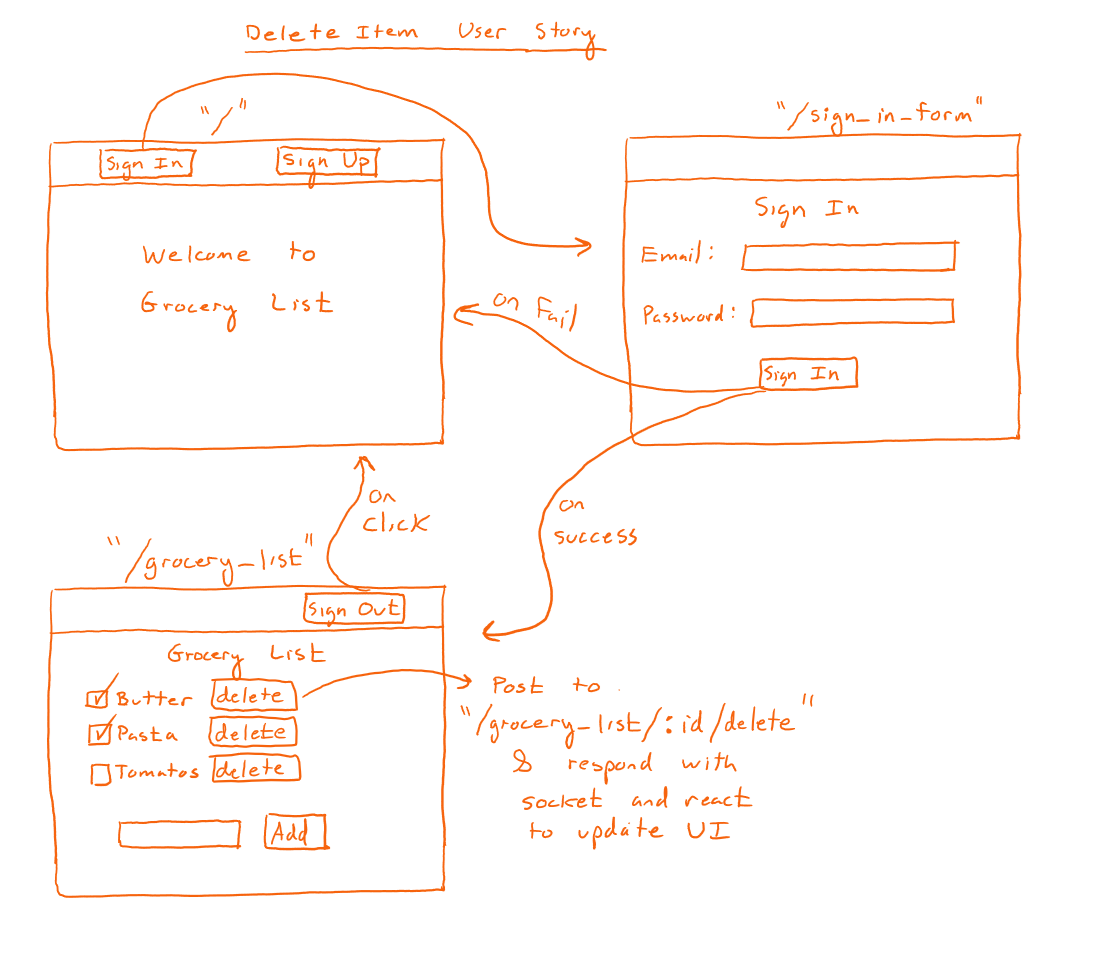 Delete Item User Story
"/"
Sign In
Sign Up
Welcome to
Grocery List
"/sign_in_form"
Sign In
Email:
Password:
Sign In
on Fail
on
success
on
click
"/grocery_list"
Sign Out
Grocery List
Butter delete
Pasta delete
Tomatos delete
Add
Post to
"/grocery_list/:id/delete"
& respond with
socket and react
to update UI